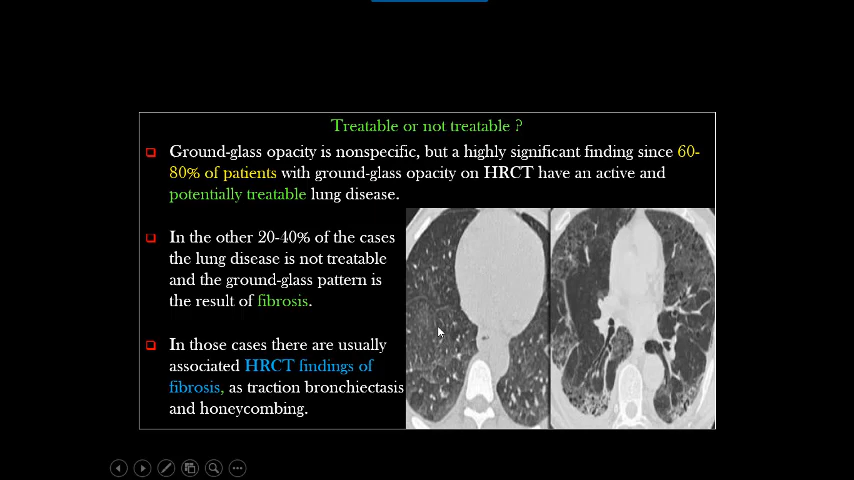 Treatable or not treatable ?
Ground-glass opacity is nonspecific, but a highly significant finding since 60-
80% of patients with ground-glass opacity on HRCT have an active and
potentially treatable lung disease.
In the other 20-40% of the cases
the lung disease is not treatable
and the ground-glass pattern is
the result of fibrosis.
In those cases there are usually
associated HRCT findings of
fibrosis, as traction bronchiectasis
and honeycombing.